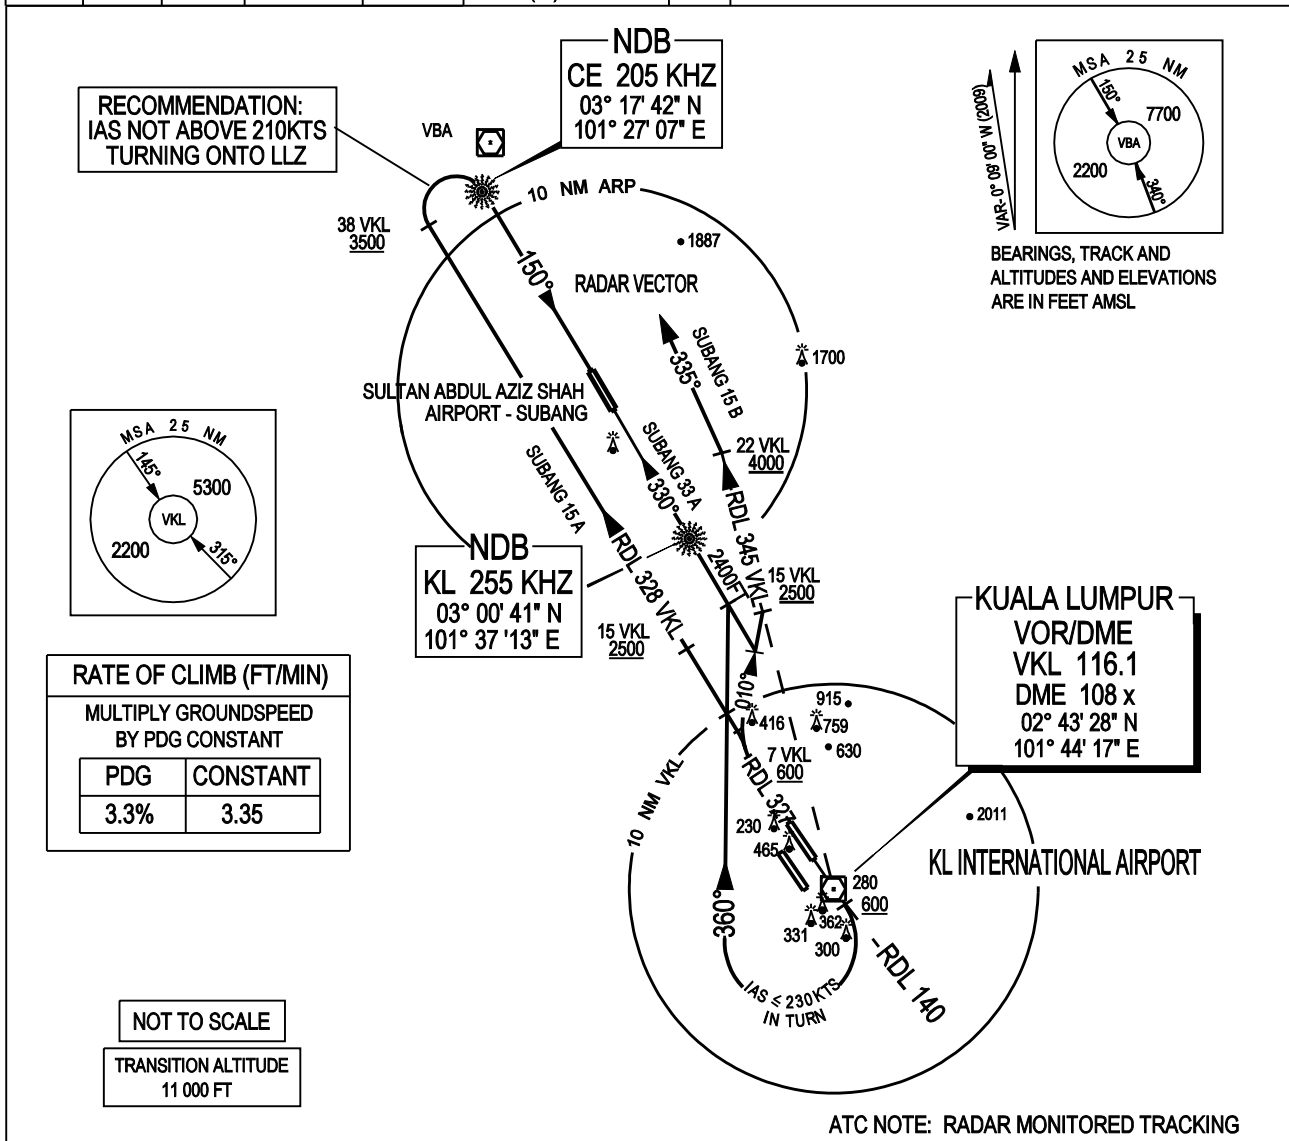 NDB
CE 205 KHZ
03° 17' 42" N
101° 27' 07" E
RECOMMENDATION:
IAS NOT ABOVE 210KTS
TURNING ONTO LLZ
VBA
MSA 25 NM
150°
7700
VBA
2200
340°
VAR- 0° 09' 00" W (2009)
BEARINGS, TRACK AND
ALTITUDES AND ELEVATIONS
ARE IN FEET AMSL
10 NM ARP
38 VKL
3500
1887
150°
RADAR VECTOR
335°
SUBANG 15 B
1700
SULTAN ABDUL AZIZ SHAH
AIRPORT - SUBANG
MSA 25 NM
145°
5300
VKL
2200
315°
SUBANG 15 A
SUBANG 33 A
330°
22 VKL
4000
RDL 345 VKL
NDB
KL 255 KHZ
03° 00' 41" N
101° 37 '13" E
RDL 328 VKL
2400FT
15 VKL
2500
15 VKL
2500
KUALA LUMPUR
VOR/DME
VKL 116.1
DME 108 x
02° 43' 28" N
101° 44' 17" E
RATE OF CLIMB (FT/MIN)
MULTIPLY GROUNDSPEED
BY PDG CONSTANT
PDG CONSTANT
3.3% 3.35
010°
915
416
759
630
7 VKL
600
RDL 327
10 NM VKL
230
465
2011
KL INTERNATIONAL AIRPORT
280
600
360°
362
331
300
RDL 140
IAS ≤ 230KTS
IN TURN
NOT TO SCALE
TRANSITION ALTITUDE
11 000 FT
ATC NOTE: RADAR MONITORED TRACKING